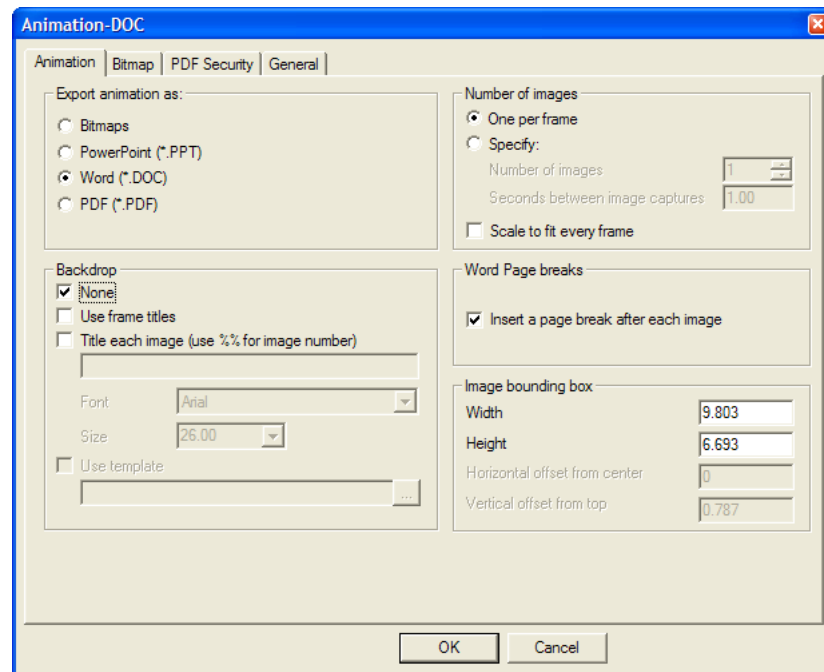 Animation-DOC
Animation Bitmap PDF Security General
Export animation as:
Bitmaps
PowerPoint (*.PPT)
Word (*.DOC)
PDF (*.PDF)
Number of images
One per frame
Specify:
Number of images 1
Seconds between image captures 1.00
Scale to fit every frame
Backdrop
None
Use frame titles
Title each image (use %% for image number)
Font Arial
Size 26.00
Use template
...
Word Page breaks
Insert a page break after each image
Image bounding box
Width 9.803
Height 6.693
Horizontal offset from center 0
Vertical offset from top 0.787
OK Cancel